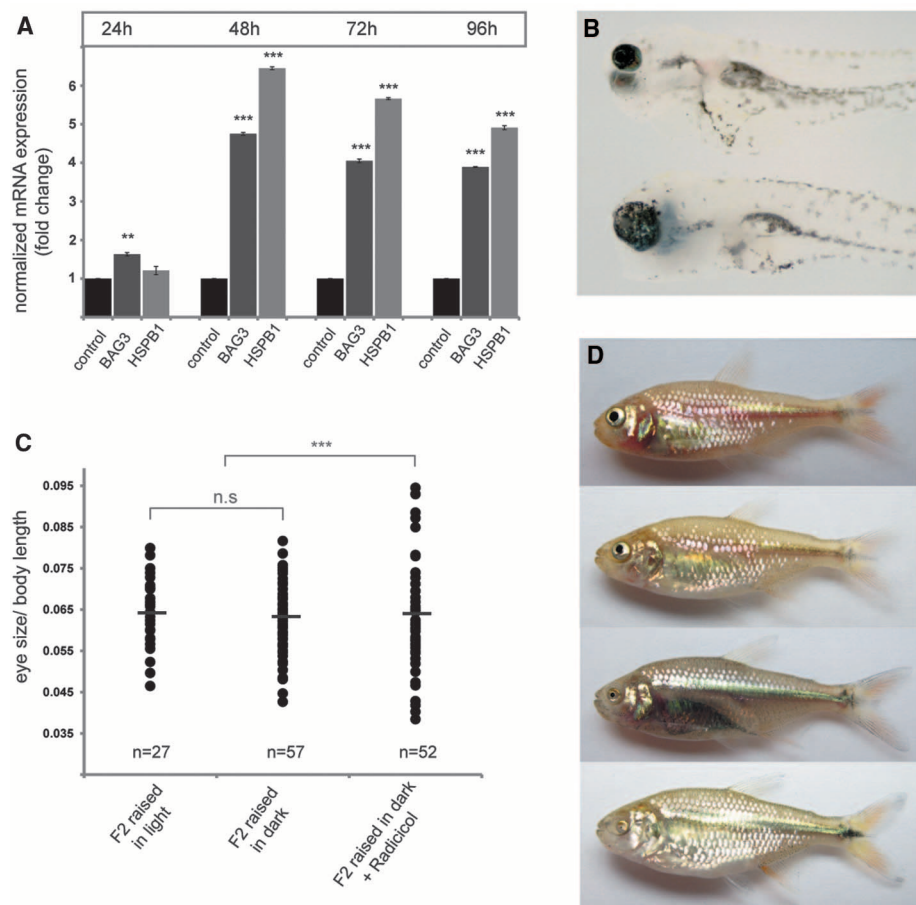 A
24h 48h 72h 96h
normalized mRNA expression
(fold change)
6
5
4
3
2
1
** *** *** *** *** *** ***
control BAG3 HSPB1 control BAG3 HSPB1 control BAG3 HSPB1 control BAG3 HSPB1
B
C
***
n.s
eye size/ body length
0.095
0.085
0.075
0.065
0.055
0.045
0.035
n=27 n=57 n=52
F2 raised
in light
F2 raised
in dark
F2 raised in dark
+ Radicicol
D